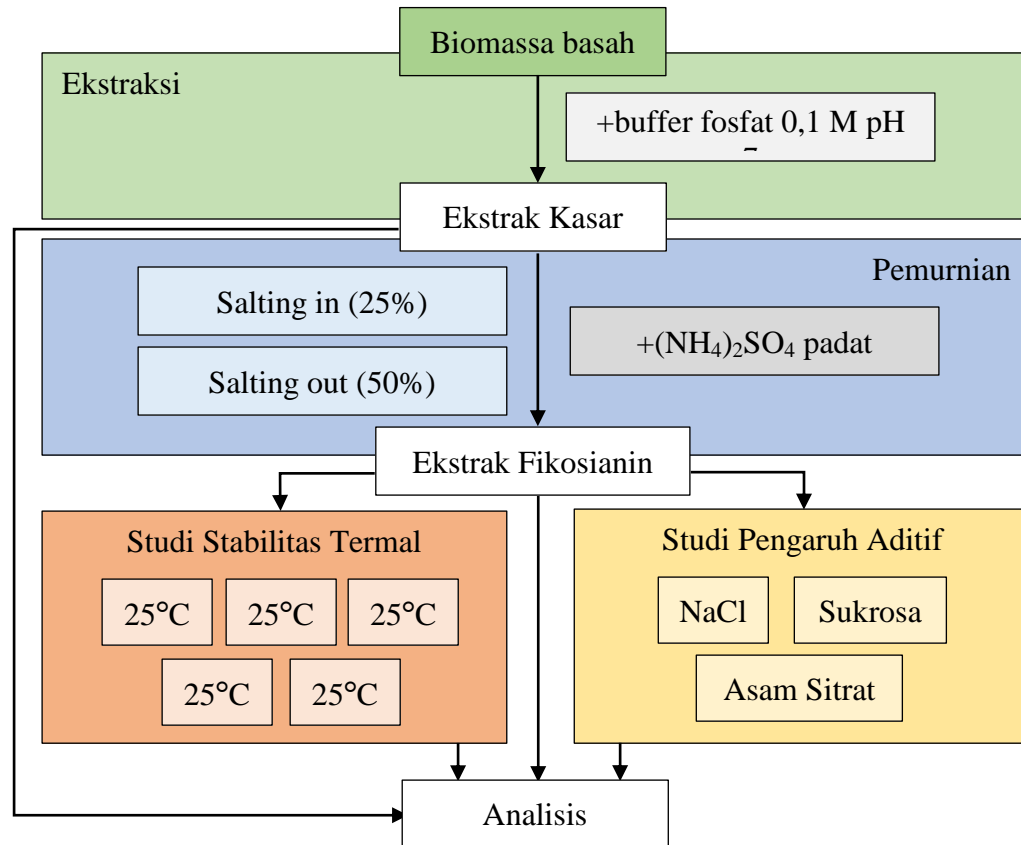 Biomassa basah
Ekstraksi
+buffer fosfat 0,1 M pH
Ekstrak Kasar
Pemurnian
Salting in (25%)
+(NH₄)₂SO₄ padat
Salting out (50%)
Ekstrak Fikosianin
Studi Stabilitas Termal
25°C
25°C
25°C
25°C
25°C
Studi Pengaruh Aditif
NaCl
Sukrosa
Asam Sitrat
Analisis